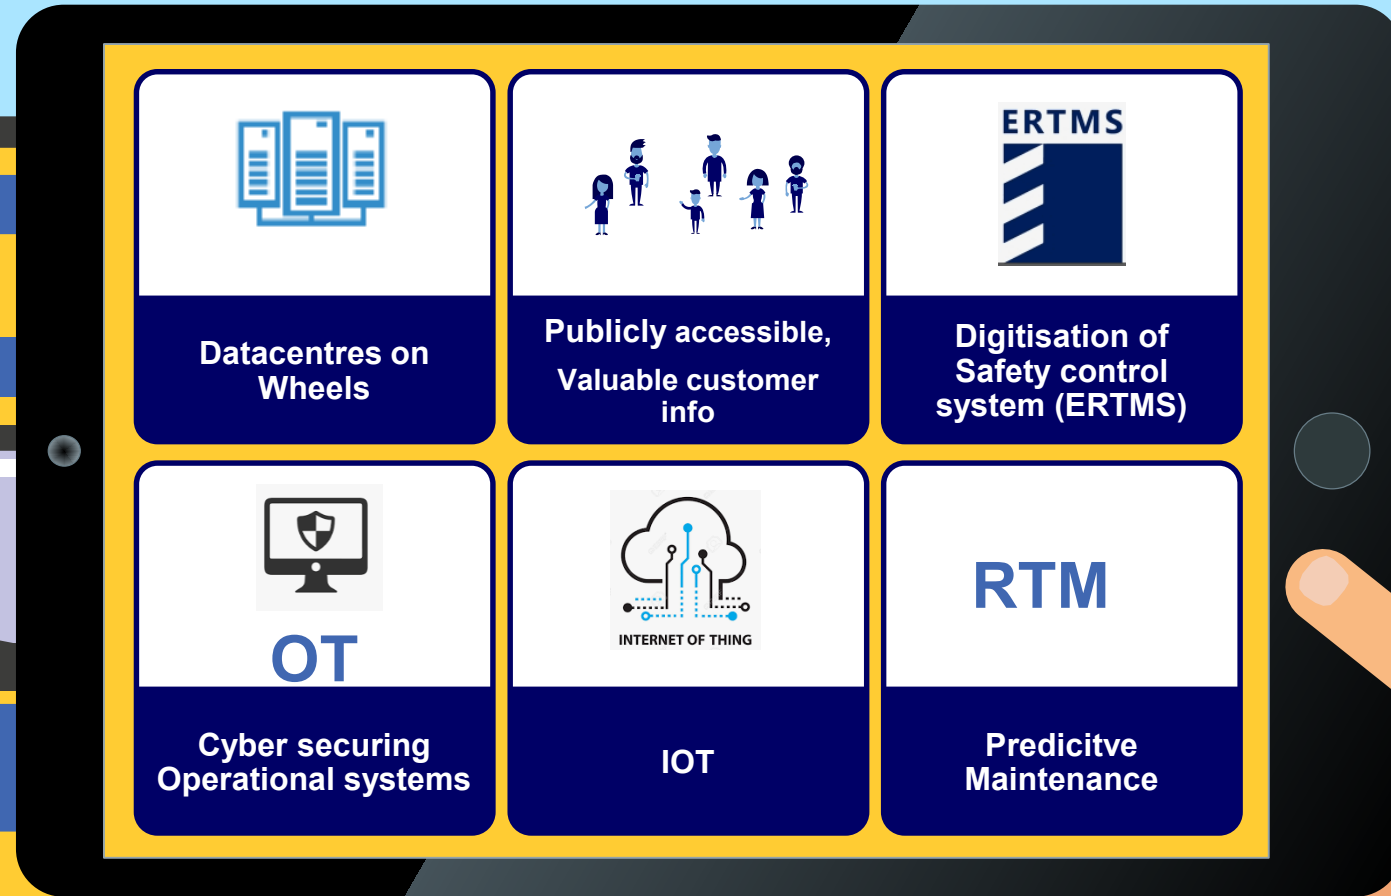 Datacentres on
Wheels
Publicly accessible,
Valuable customer
info
ERTMS
Digitisation of
Safety control
system (ERTMS)
OT
Cyber securing
Operational systems
INTERNET OF THING
IOT
RTM
Predicitve
Maintenance